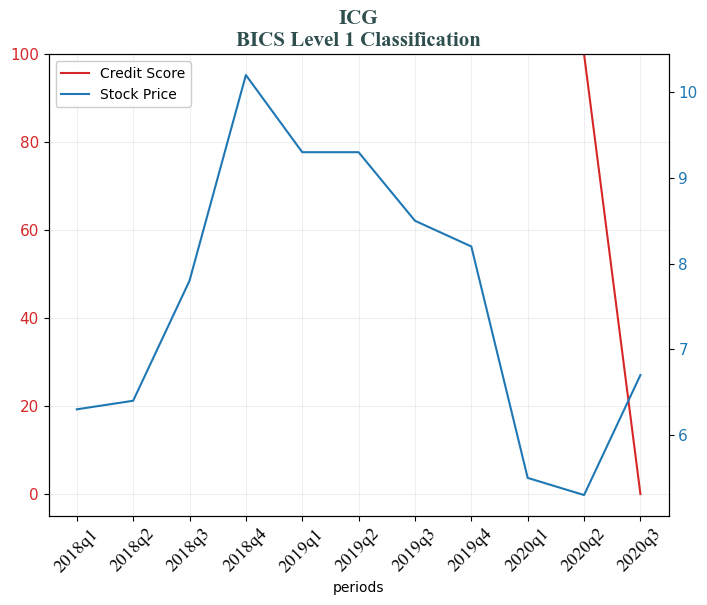 ICG
BICS Level 1 Classification
Credit Score
Stock Price
100
80
60
40
20
0
10
9
8
7
6
2018q1
2018q2
2018q3
2018q4
2019q1
2019q2
2019q3
2019q4
2020q1
2020q2
2020q3
periods